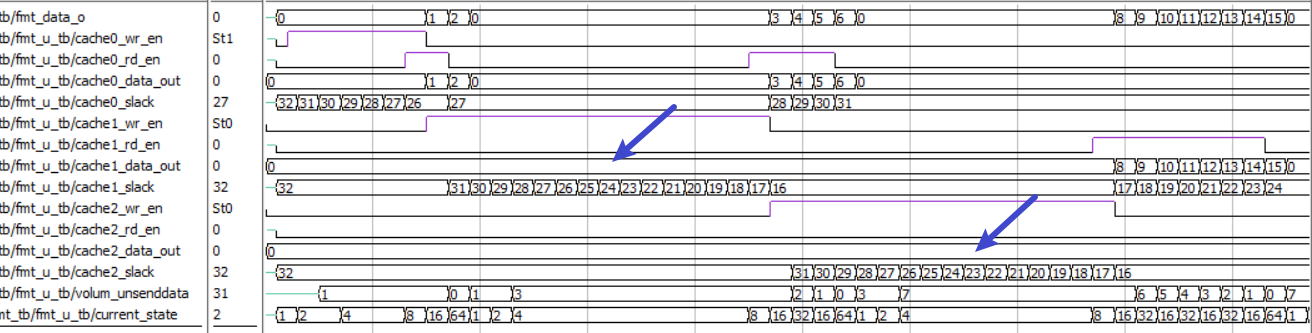 tb/fmt_data_o 0 0 1 2 0 3 4 5 6 0 8 9 10 11 12 13 14 15 0
tb/fmt_u_tb/cache0_wr_en St1
tb/fmt_u_tb/cache0_rd_en 0
tb/fmt_u_tb/cache0_data_out 0 0 1 2 0 3 4 5 6 0
tb/fmt_u_tb/cache0_slack 27 32 31 30 29 28 27 26 27 28 29 30 31
tb/fmt_u_tb/cache1_wr_en St0
tb/fmt_u_tb/cache1_rd_en 0
tb/fmt_u_tb/cache1_data_out 0 0 8 9 10 11 12 13 14 15 0
tb/fmt_u_tb/cache1_slack 32 32 31 30 29 28 27 26 25 24 23 22 21 20 19 18 17 16 17 18 19 20 21 22 23 24
tb/fmt_u_tb/cache2_wr_en St0
tb/fmt_u_tb/cache2_rd_en 0
tb/fmt_u_tb/cache2_data_out 0 0
tb/fmt_u_tb/cache2_slack 32 32 31 30 29 28 27 26 25 24 23 22 21 20 19 18 17 16
tb/fmt_u_tb/volum_unsenddata 31 1 0 1 3 2 1 0 3 7 6 5 4 3 2 1 0 7
mt_tb/fmt_u_tb/current_state 2 1 2 4 8 16 64 1 2 4 8 16 32 16 64 1 2 4 8 16 32 16 32 16 32 16 64 1